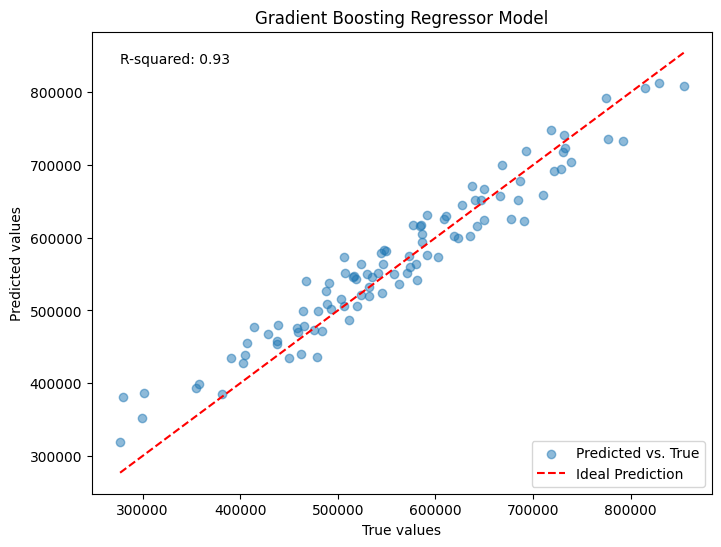 Gradient Boosting Regressor Model
R-squared: 0.93
800000
700000
600000
500000
400000
300000
Predicted values
Predicted vs. True
Ideal Prediction
300000 400000 500000 600000 700000 800000
True values